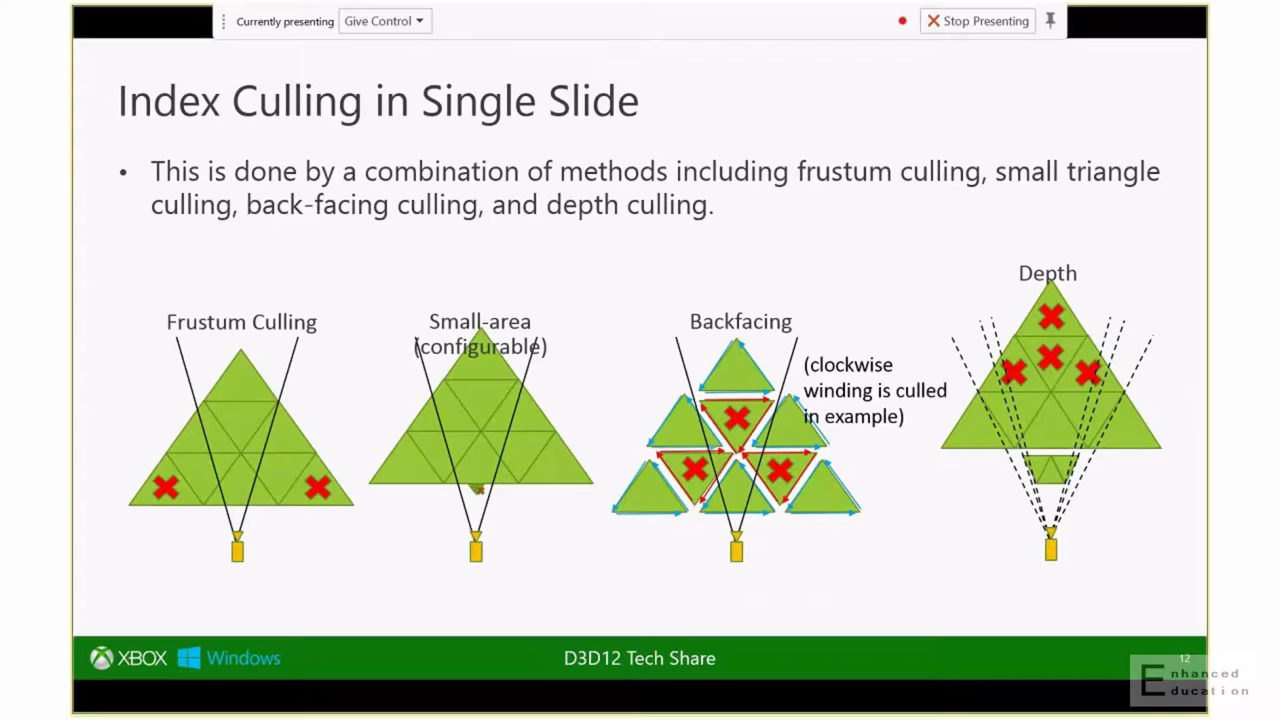 Currently presenting
Give Control
Stop Presenting
Index Culling in Single Slide
• This is done by a combination of methods including frustum culling, small triangle
culling, back-facing culling, and depth culling.
Frustum Culling
Small-area
(configurable)
Backfacing
(clockwise
winding is culled
in example)
Depth
XBOX
Windows
D3D12 Tech Share
12
Enhanced
Education